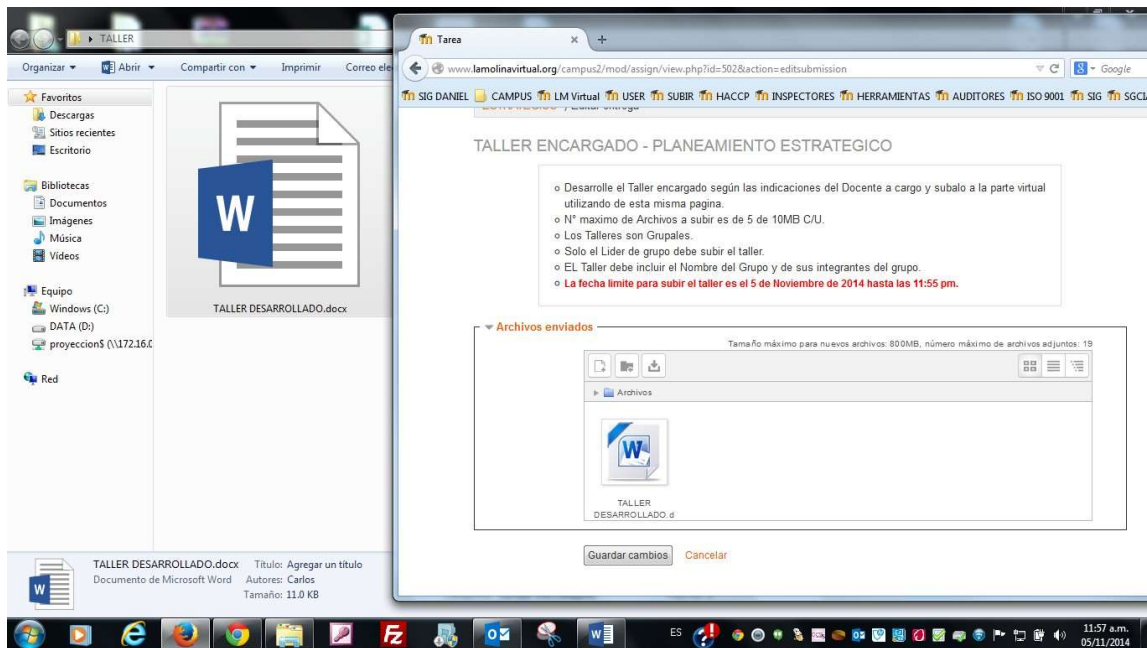 TALLER
Organizar
Abrir
Compartir con
Imprimir
Correo ele
Favoritos
Descargas
Sitios recientes
Escritorio
Bibliotecas
Documentos
Imágenes
Música
Vídeos
Equipo
Windows (C:)
DATA (D:)
proyeccion$ (\\172.16.0
Red
W
TALLER DESARROLLADO.docx
W
TALLER DESARROLLADO.docx Título: Agregar un título
Documento de Microsoft Word Autores: Carlos
Tamaño: 11.0 KB
Tarea
www.lamolinavirtual.org/campus2/mod/assign/view.php?id=502&action=editsubmission
Google
SIG DANIEL CAMPUS LM Virtual USER SUBIR HACCP INSPECTORES HERRAMIENTAS AUDITORES ISO 9001 SIG SGCI
TALLER ENCARGADO - PLANEAMIENTO ESTRATEGICO
Desarrolle el Taller encargado según las indicaciones del Docente a cargo y subalo a la parte virtual
utilizando de esta misma pagina.
N° maximo de Archivos a subir es de 5 de 10MB C/U.
Los Talleres son Grupales.
Solo el Lider de grupo debe subir el taller.
EL Taller debe incluir el Nombre del Grupo y de sus integrantes del grupo.
La fecha limite para subir el taller es el 5 de Noviembre de 2014 hasta las 11:55 pm.
Archivos enviados
Tamaño máximo para nuevos archivos: 800MB, número máximo de archivos adjuntos: 19
Archivos
W
TALLER
DESARROLLADO.d
Guardar cambios Cancelar
ES
11:57 a.m.
05/11/2014